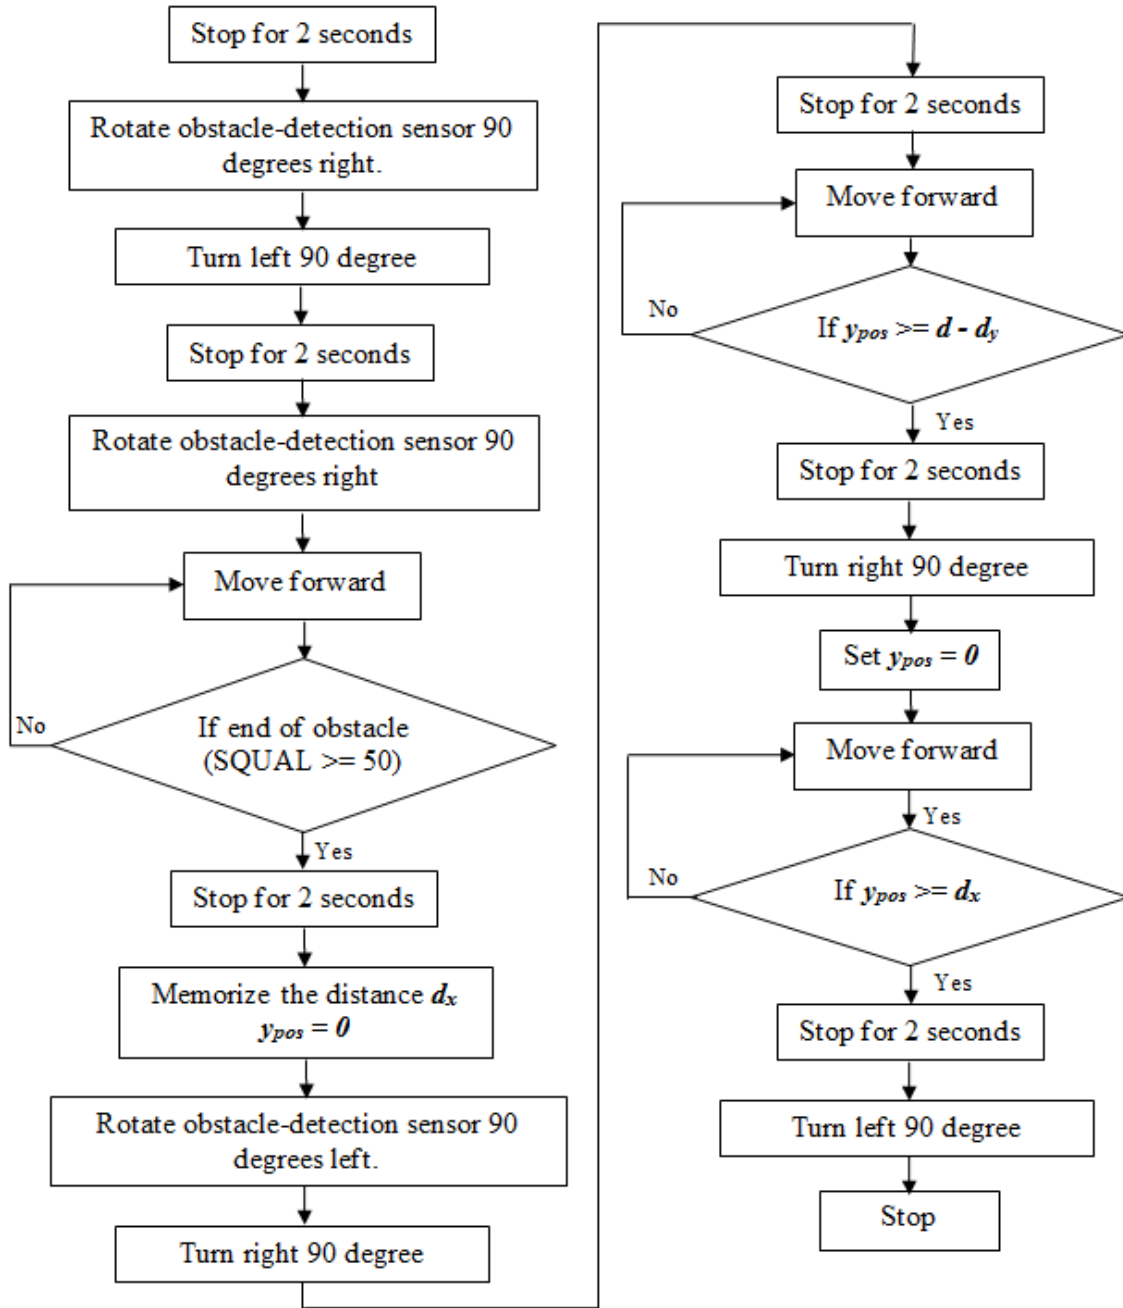 Stop for 2 seconds
Rotate obstacle-detection sensor 90
degrees right.
Turn left 90 degree
Stop for 2 seconds
Rotate obstacle-detection sensor 90
degrees right
Move forward
No
If end of obstacle
(SQUAL >= 50)
Yes
Stop for 2 seconds
Memorize the distance dx
ypos = 0
Rotate obstacle-detection sensor 90
degrees left.
Turn right 90 degree
Stop for 2 seconds
Move forward
No
If ypos >= d - dy
Yes
Stop for 2 seconds
Turn right 90 degree
Set ypos = 0
Move forward
Yes
No
If ypos >= dx
Yes
Stop for 2 seconds
Turn left 90 degree
Stop